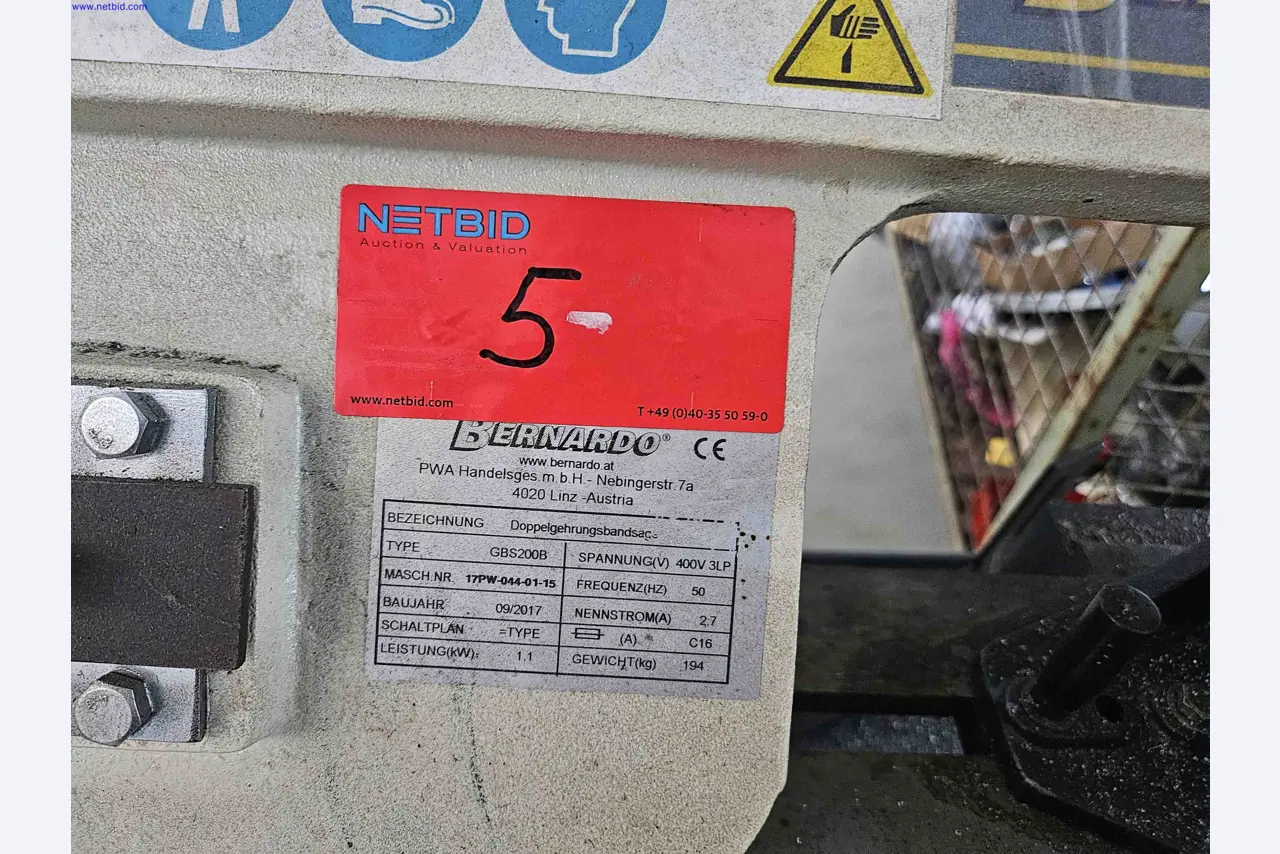 www.netbid.com
NETBID
Auction & Valuation
5
www.netbid.com
T +49 (0)40-35 50 59-0
BERNARDO® CE
www.bernardo.at
PWA Handelsges.m.b.H.- Nebingerstr.7a
4020 Linz -Austria
BEZEICHNUNG Doppelgehrungsbandsäge
TYPE GBS200B SPANNUNG(V) 400V 3LP
MASCH.NR. 17PW-044-01-15 FREQUENZ(HZ) 50
BAUJAHR 09/2017 NENNSTROM(A) 2.7
SCHALTPLAN =TYPE (A) C16
LEISTUNG(kW): 1.1 GEWICHT(kg) 194